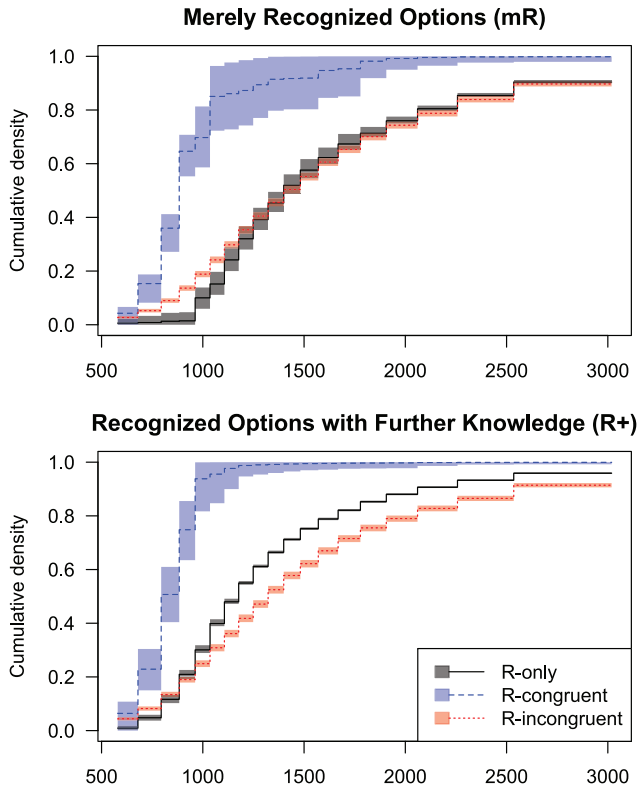 Merely Recognized Options (mR)
1.0
0.8
0.6
0.4
0.2
0.0
Cumulative density
500 1000 1500 2000 2500 3000
Recognized Options with Further Knowledge (R+)
1.0
0.8
0.6
0.4
0.2
0.0
Cumulative density
R-only
R-congruent
R-incongruent
500 1000 1500 2000 2500 3000